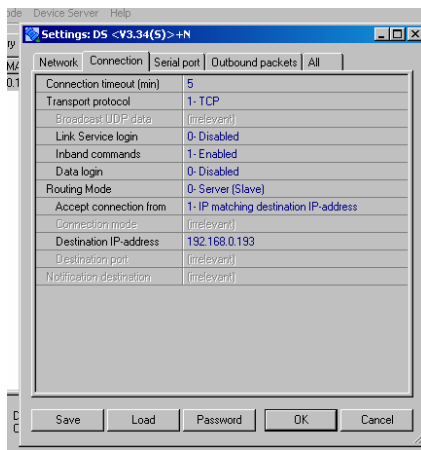 ode Device Server Help
Settings: DS <V3.34(S)>+N
Network Connection Serial port Outbound packets All
Connection timeout (min) 5
Transport protocol 1- TCP
Broadcast UDP data (irrelevant)
Link Service login 0- Disabled
Inband commands 1- Enabled
Data login 0- Disabled
Routing Mode 0- Server (Slave)
Accept connection from 1- IP matching destination IP-address
Connection mode (irrelevant)
Destination IP-address 192.168.0.193
Destination port (irrelevant)
Notification destination (irrelevant)
Save Load Password OK Cancel